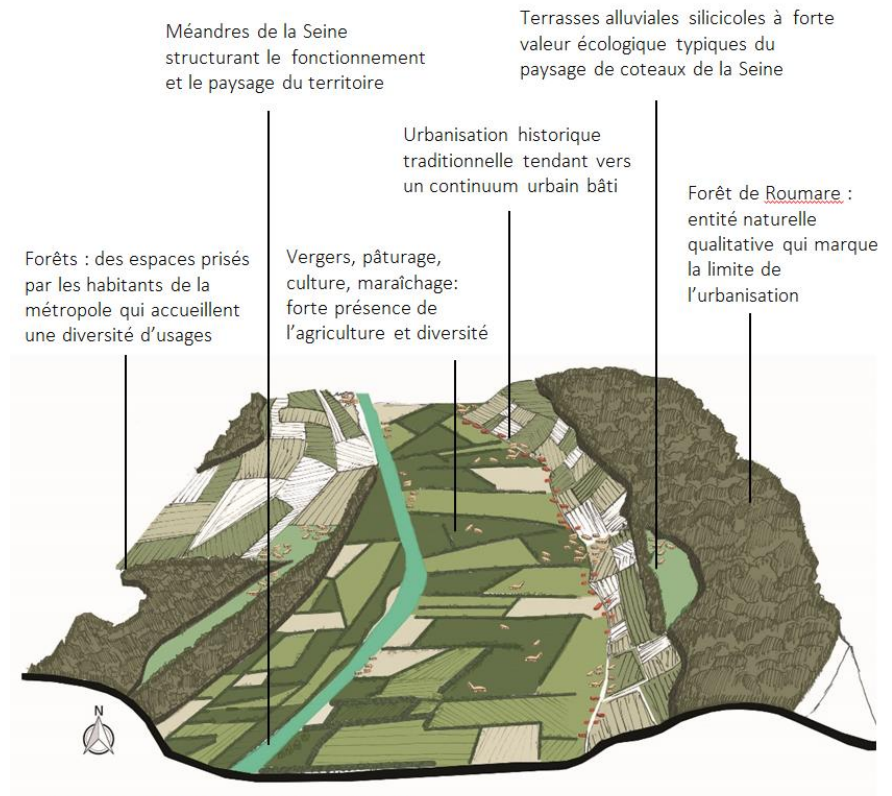 Méandres de la Seine
structurant le fonctionnement
et le paysage du territoire
Terrasses alluviales silicicoles à forte
valeur écologique typiques du
paysage de coteaux de la Seine
Urbanisation historique
traditionnelle tendant vers
un continuum urbain bâti
Forêt de Roumare :
entité naturelle
qualitative qui marque
la limite de
l'urbanisation
Forêts : des espaces prisés
par les habitants de la
métropole qui accueillent
une diversité d'usages
Vergers, pâturage,
culture, maraîchage:
forte présence de
l'agriculture et diversité
N